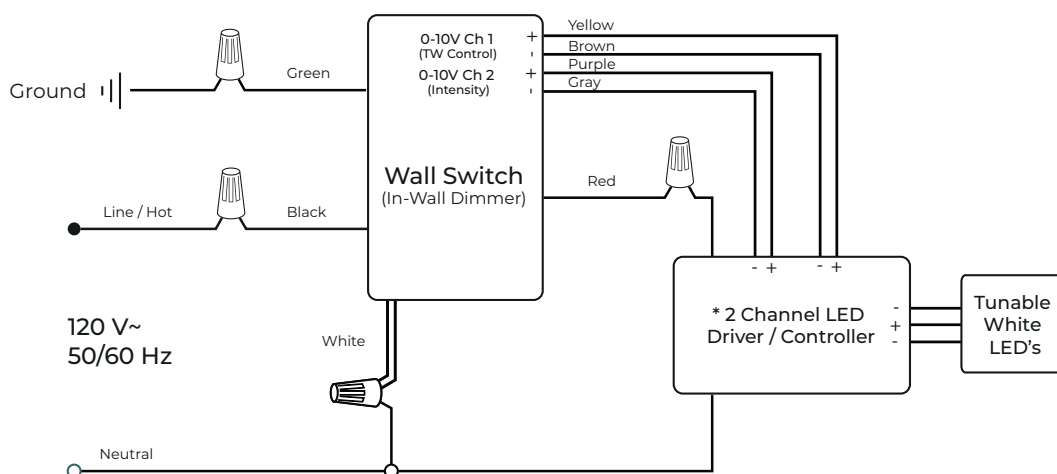 Yellow
0-10V Ch 1 +
(TW Control) -
Brown
Purple
0-10V Ch 2 +
(Intensity) -
Gray
Green
Ground
Wall Switch
(In-Wall Dimmer)
Red
Line / Hot
Black
- +
- +
* 2 Channel LED
Driver / Controller
-
+
-
Tunable
White
LED's
120 V~
50/60 Hz
White
Neutral